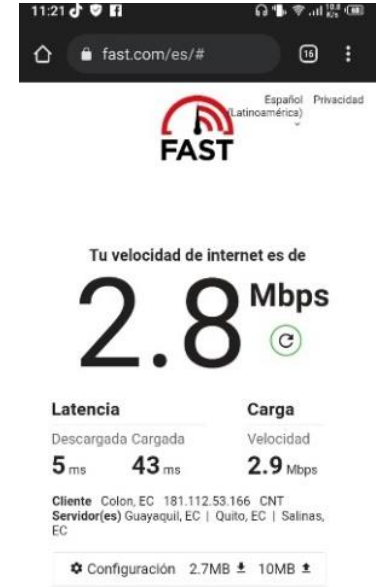 11:21
10.8 K/s
fast.com/es/#
16
Español Privacidad
(Latinoamérica)
FAST
Tu velocidad de internet es de
2.8 Mbps
Latencia Carga
Descargada Cargada Velocidad
5 ms 43 ms 2.9 Mbps
Cliente Colon, EC 181.112.53.166 CNT
Servidor(es) Guayaquil, EC | Quito, EC | Salinas,
EC
Configuración 2.7MB 10MB